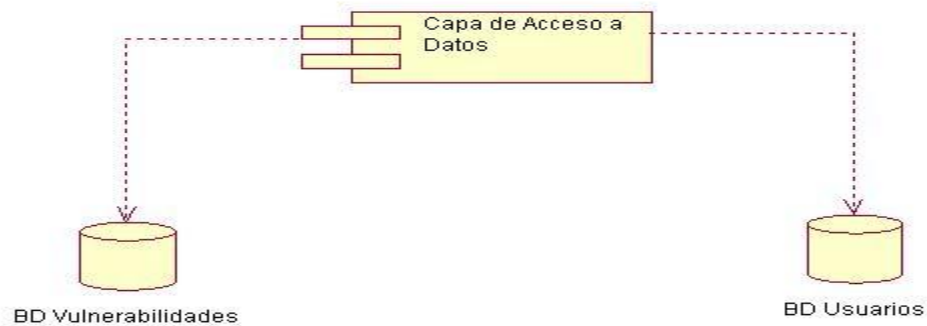 Capa de Acceso a
Datos
BD Vulnerabilidades
BD Usuarios